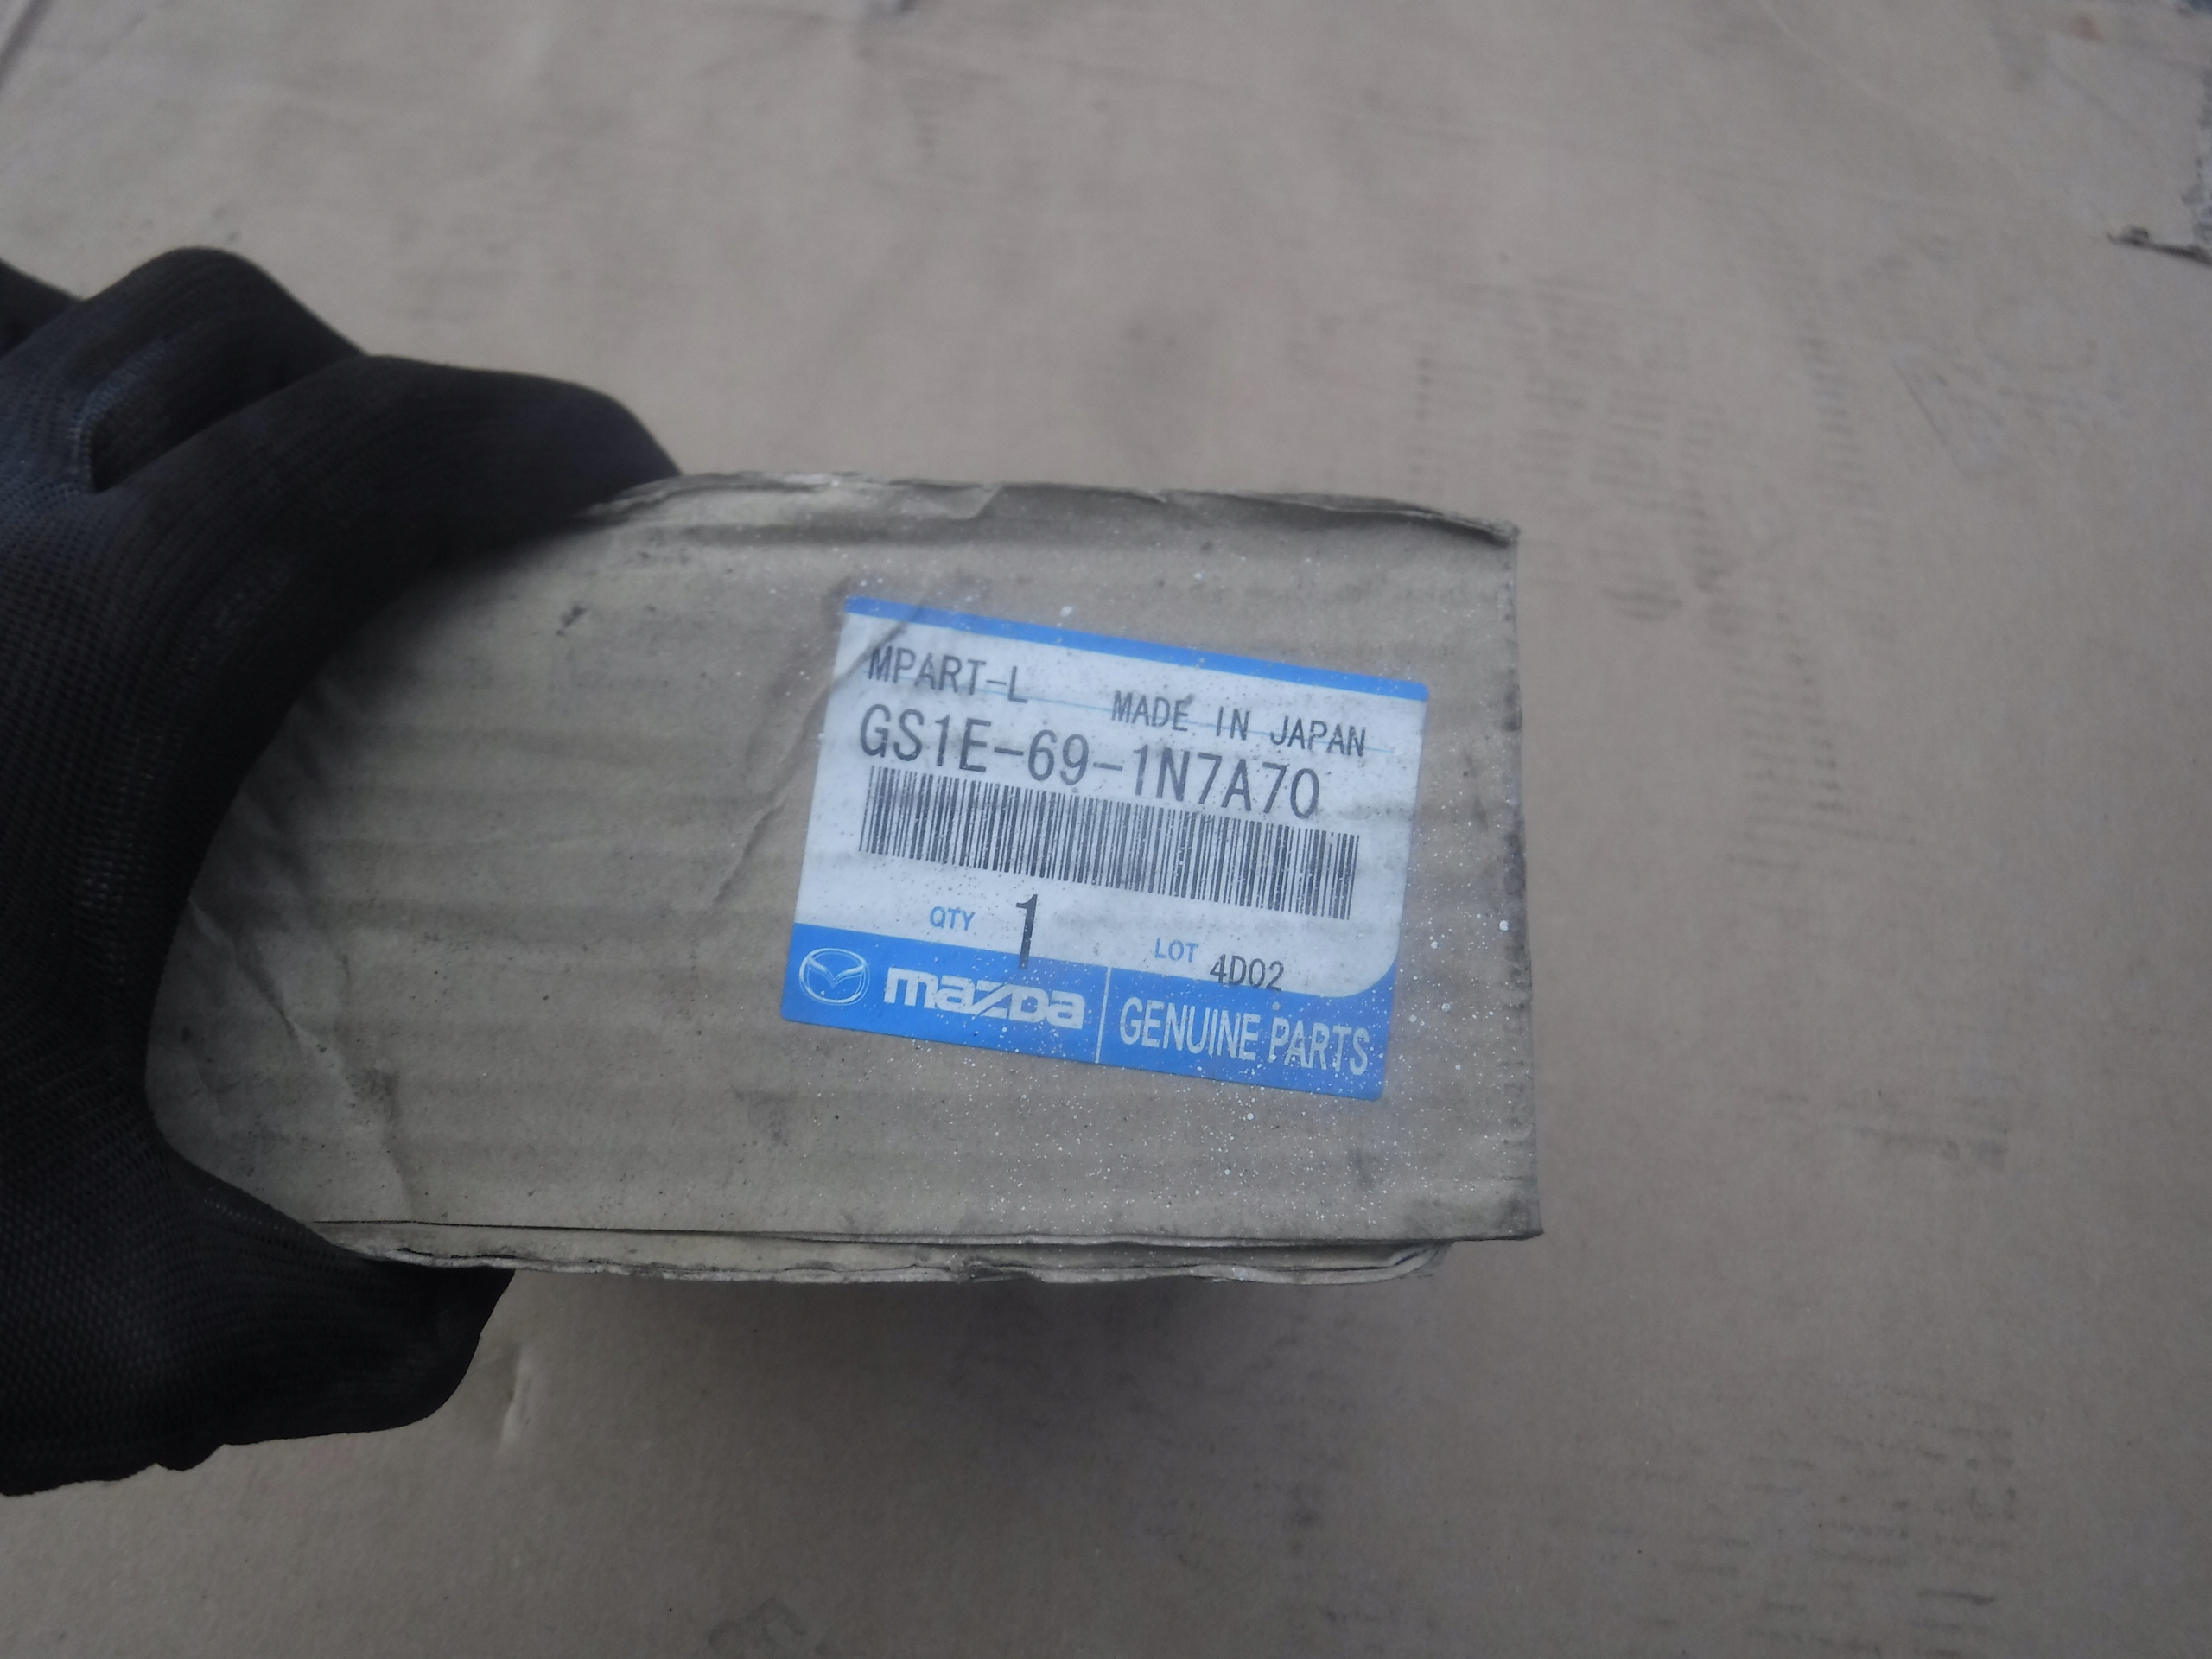 MPART-L MADE IN JAPAN
GS1E-69-1N7A70
QTY 1 LOT 4D02
mazda GENUINE PARTS